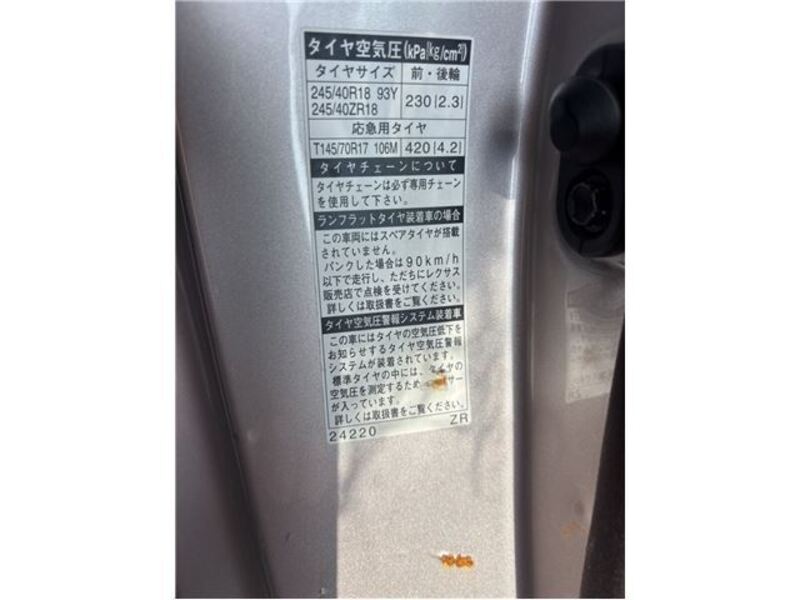 タイヤ空気圧(kPa{kg/cm²})
タイヤサイズ 前・後輪
245/40R18 93Y
245/40ZR18
230{2.3}
応急用タイヤ
T145/70R17 106M 420{4.2}
タイヤチェーンについて
タイヤチェーンは必ず専用チェーン
を使用して下さい。
ランフラットタイヤ装着車の場合
この車両にはスペアタイヤが搭載
されていません。
パンクした場合は90km/h
以下で走行し、ただちにレクサス
販売店で点検を受けてください。
詳しくは取扱書をご覧ください。
タイヤ空気圧警報システム装着車
この車にはタイヤの空気圧低下を
お知らせするタイヤ空気圧警報
システムが装着されています。
標準タイヤの中には、タイヤの
空気圧を測定するため サー
が入っています。
詳しくは取扱書をご覧ください。
24220 ZR